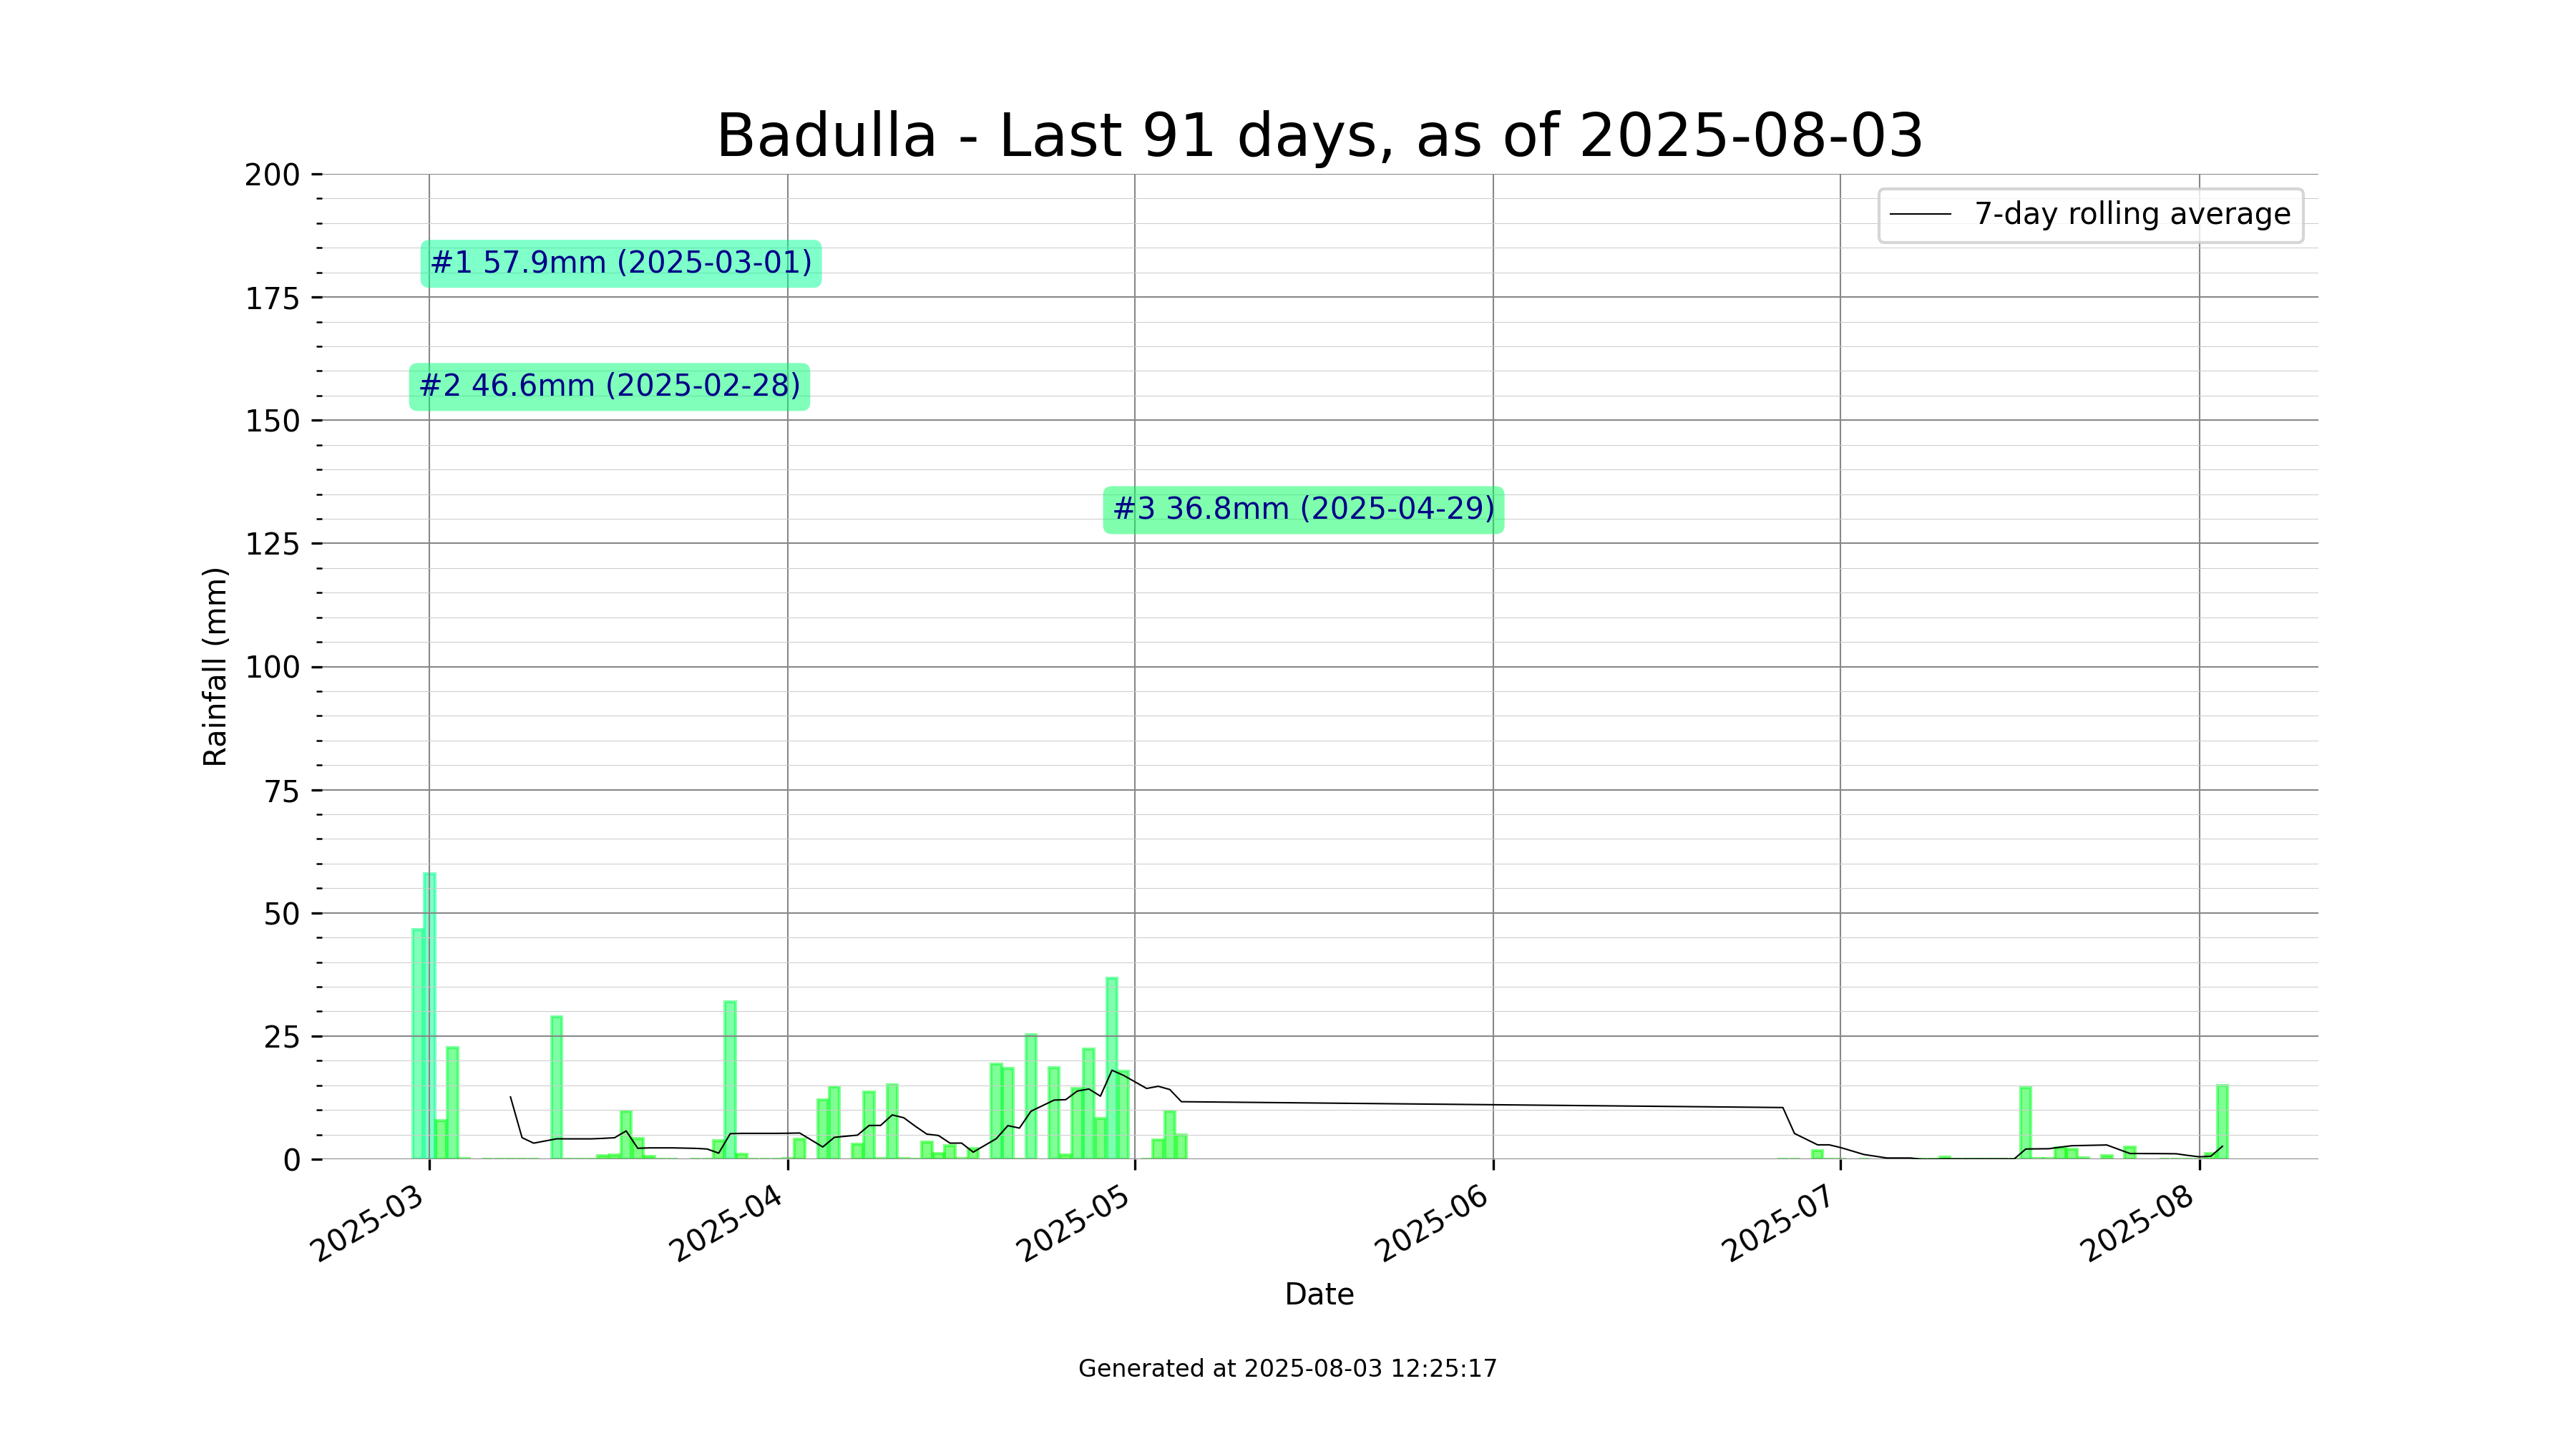 Badulla - Last 91 days, as of 2025-08-03
200
175
150
125
100
75
50
25
0
Rainfall (mm)
7-day rolling average
#1 57.9mm (2025-03-01)
#2 46.6mm (2025-02-28)
#3 36.8mm (2025-04-29)
2025-03
2025-04
2025-05
2025-06
2025-07
2025-08
Date
Generated at 2025-08-03 12:25:17